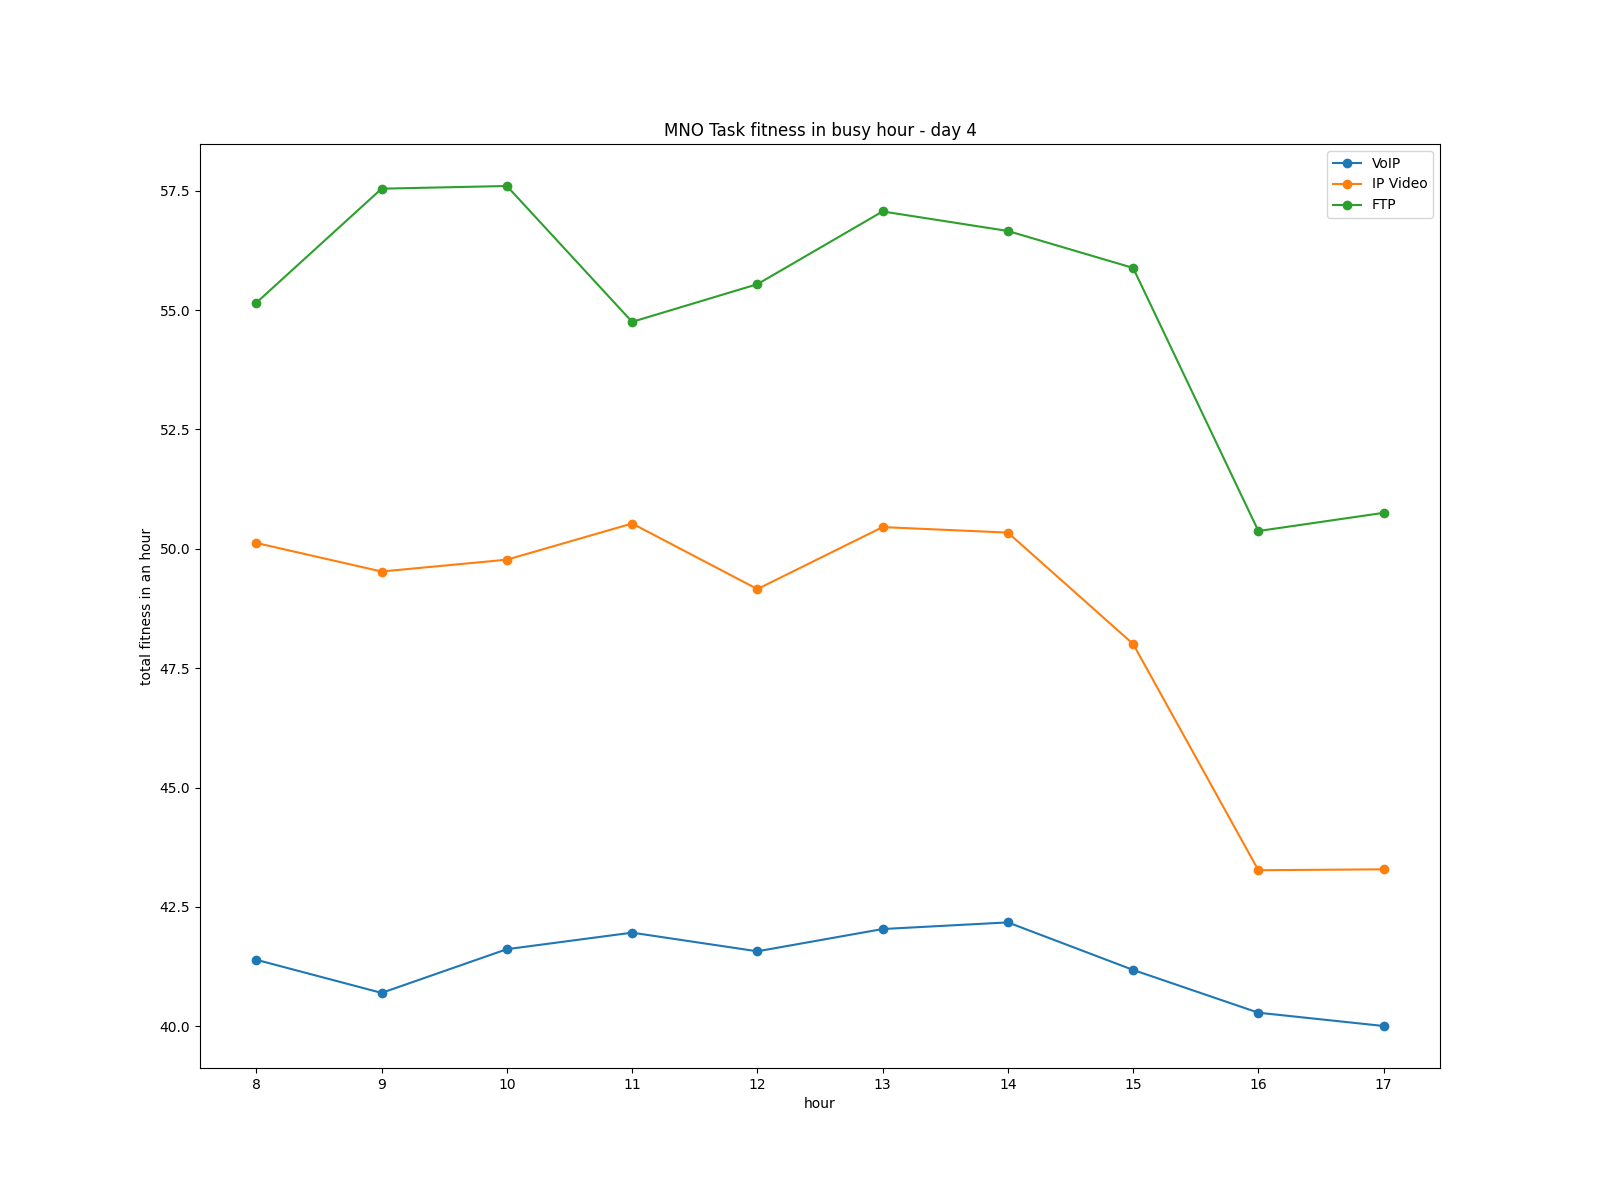 MNO Task fitness in busy hour - day 4
VoIP
IP Video
FTP
57.5
55.0
52.5
50.0
47.5
45.0
42.5
40.0
total fitness in an hour
8 9 10 11 12 13 14 15 16 17
hour